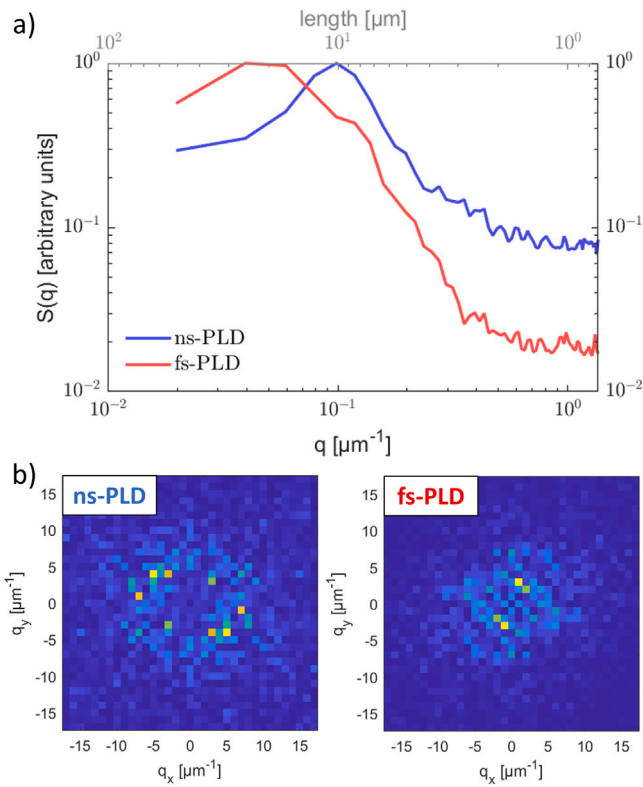 a)
length [µm]
10² 10¹ 10⁰
10⁰ 10⁰
10⁻¹ 10⁻¹
10⁻² 10⁻²
S(q) [arbitrary units]
ns-PLD
fs-PLD
10⁻² 10⁻¹ 10⁰
q [µm⁻¹]
b)
ns-PLD fs-PLD
15 15
10 10
5 5
0 0
-5 -5
-10 -10
-15 -15
q_y [µm⁻¹] q_y [µm⁻¹]
-15 -10 -5 0 5 10 15 -15 -10 -5 0 5 10 15
q_x [µm⁻¹] q_x [µm⁻¹]